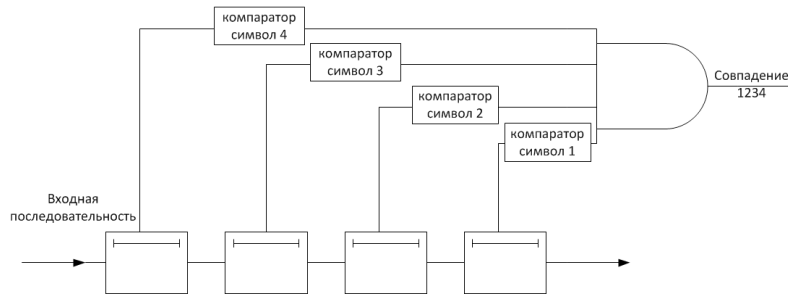 компаратор
символ 4
компаратор
символ 3
компаратор
символ 2
компаратор
символ 1
Совпадение
1234
Входная
последовательность